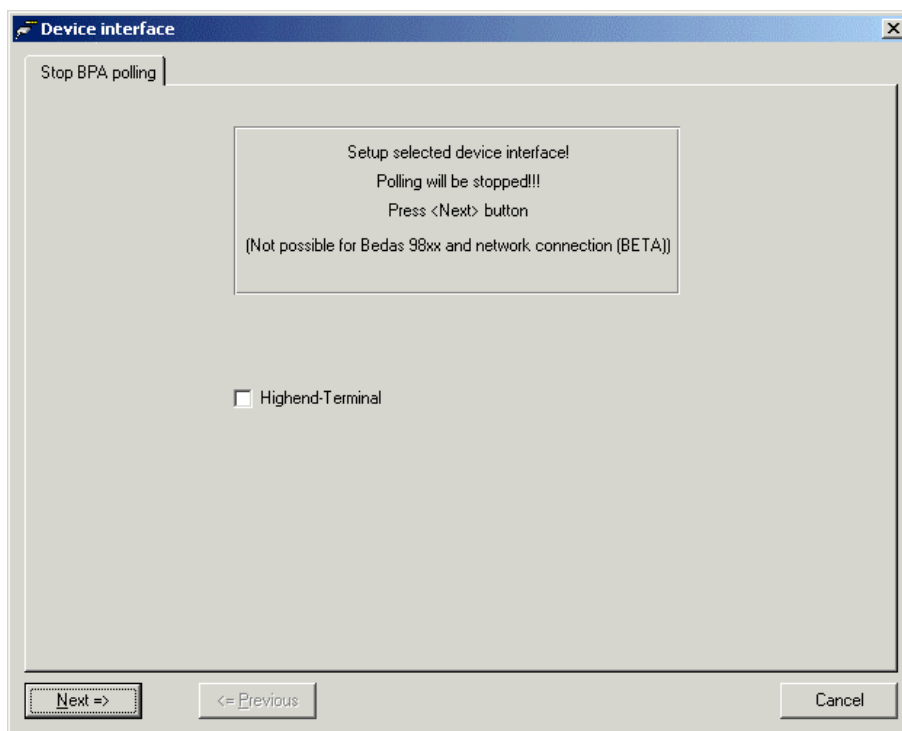 Device interface
Stop BPA polling
Setup selected device interface!
Polling will be stopped!!!
Press <Next> button
(Not possible for Bedas 98xx and network connection (BETA))
Highend-Terminal
Next =>
<= Previous
Cancel